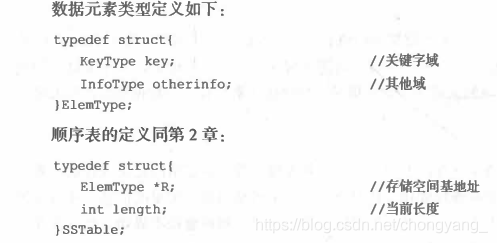 数据元素类型定义如下：
typedef struct{
KeyType key; //关键字域
InfoType otherinfo; //其他域
}ElemType;
顺序表的定义同第2章：
typedef struct{
ElemType *R; //存储空间基地址
int length; //当前长度
}SSTable;
https://blog.csdn.net/chongyang_